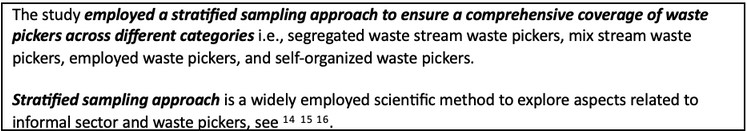 The study employed a stratified sampling approach to ensure a comprehensive coverage of waste
pickers across different categories i.e., segregated waste stream waste pickers, mix stream waste
pickers, employed waste pickers, and self-organized waste pickers.
Stratified sampling approach is a widely employed scientific method to explore aspects related to
informal sector and waste pickers, see 14 15 16.